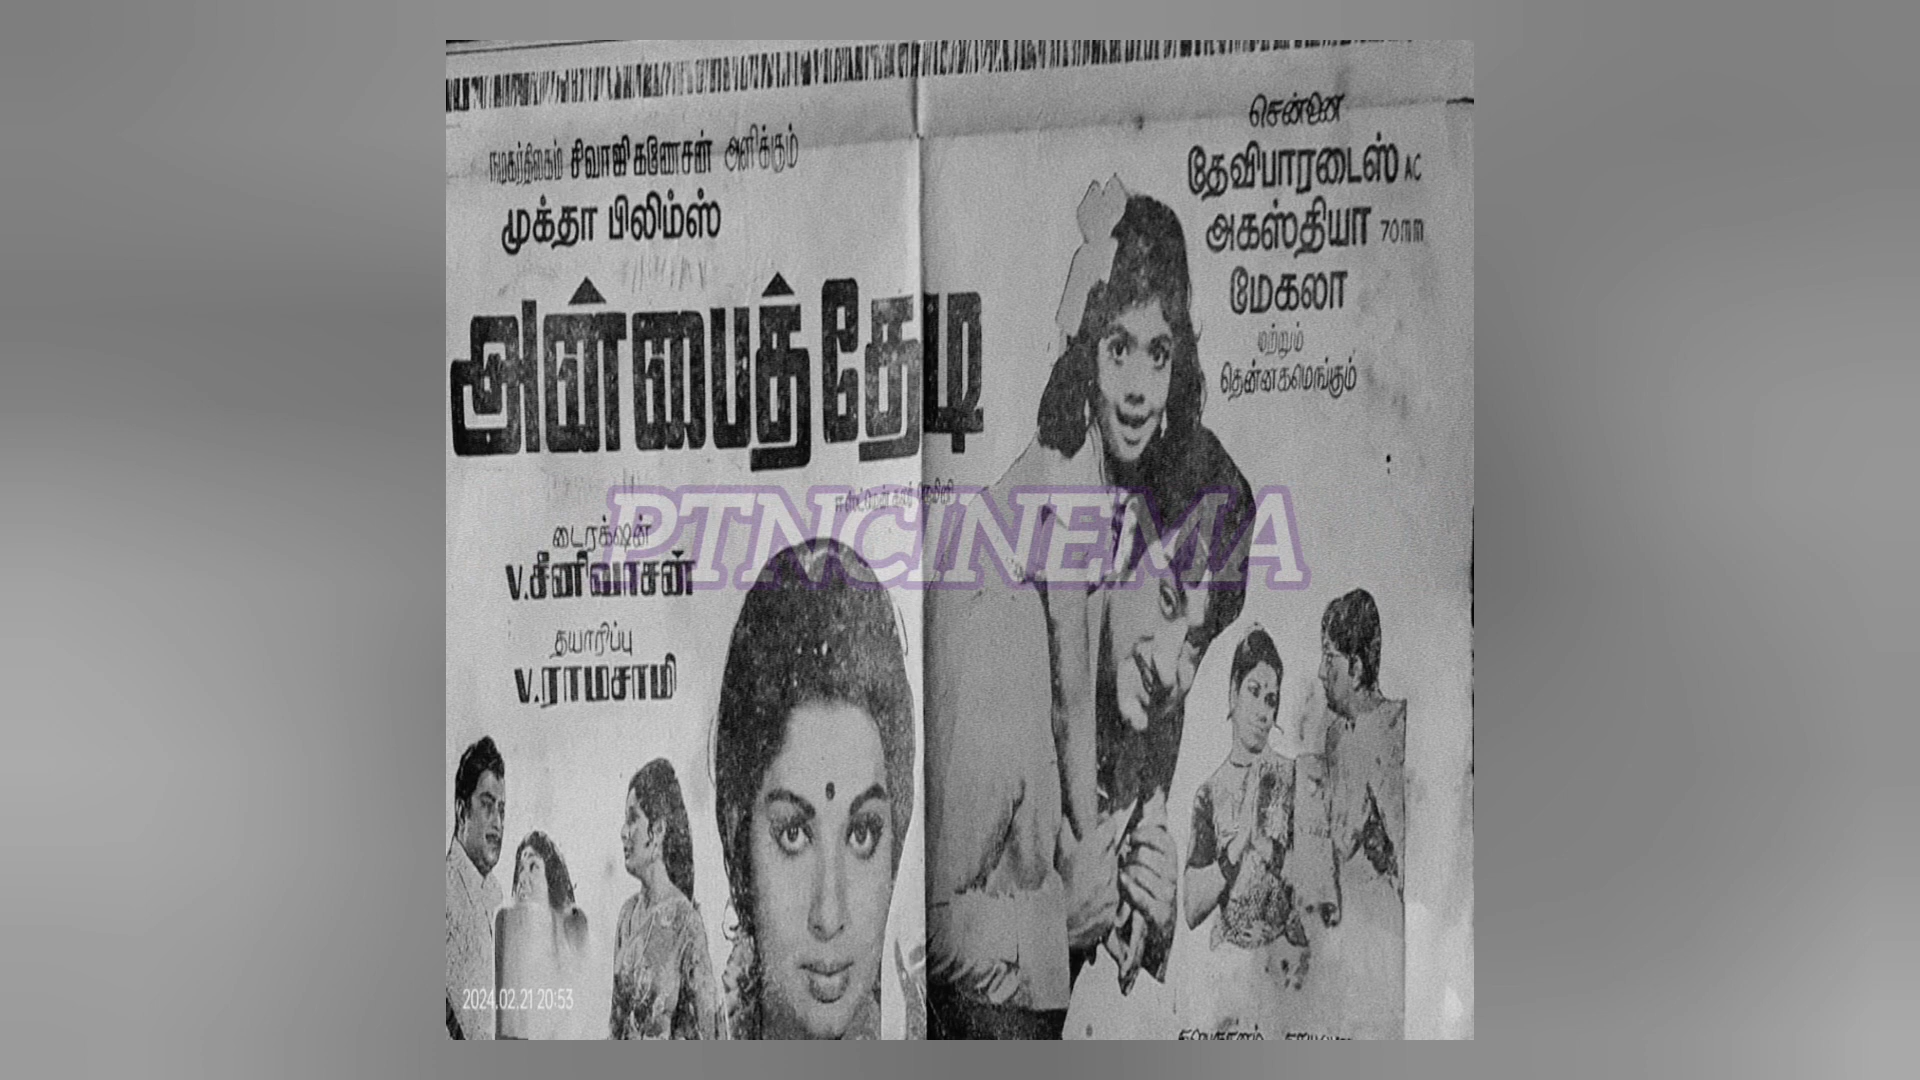 நடிகர்திலகம் சிவாஜி கணேசன் அளிக்கும்
முக்தா பிலிம்ஸ்
அன்பைத்தேடி
டைரக்‌ஷன்
V.சீனிவாசன்
தயாரிப்பு
V.ராமசாமி
சென்னை
தேவிபாரடைஸ் AC
அகஸ்தியா 70mm
மேகலா
மற்றும்
தென்னகமெங்கும்
PTNCINEMA
2024.02.21 20:53